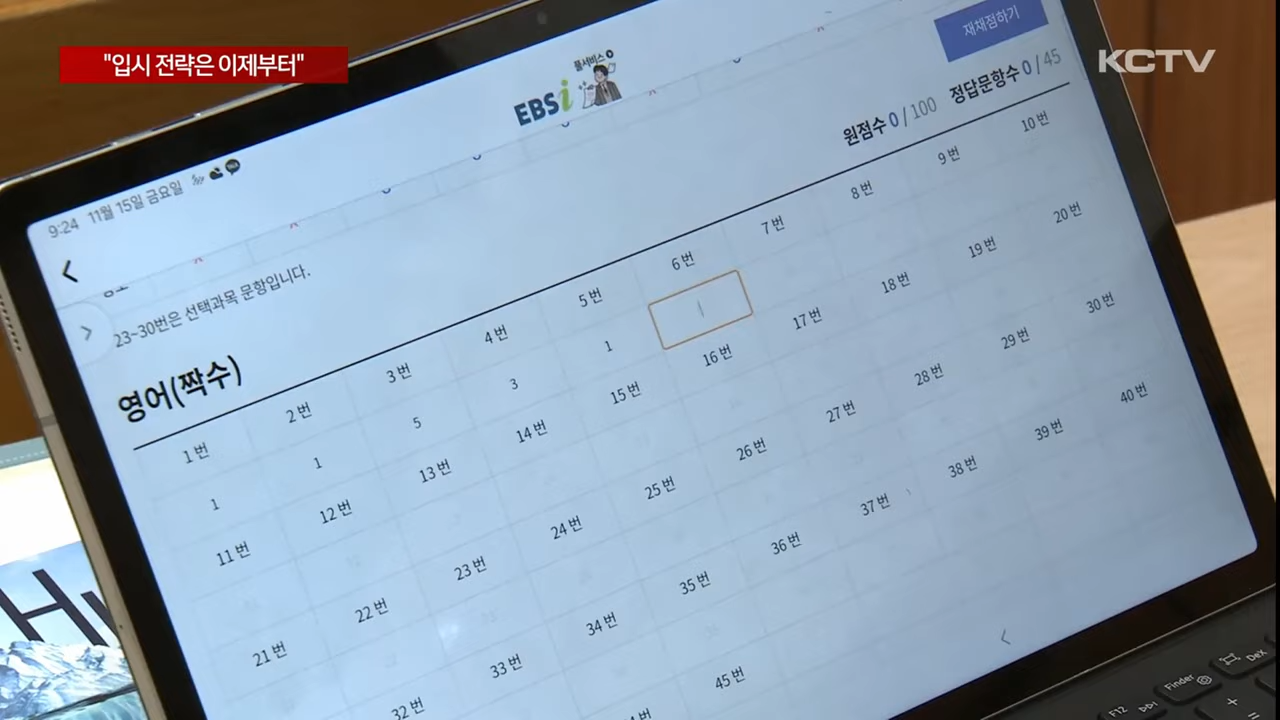 "입시 전략은 이제부터"
KCTV
재채점하기
풀서비스
EBSi
원점수 0 / 100 정답문항수 0 / 45
9:24 11월 15일 금요일
23~30번은 선택과목 문항입니다.
영어(짝수)
1번 2번 3번 4번 5번 6번 7번 8번 9번 10번
1 1 5 3 1
11번 12번 13번 14번 15번 16번 17번 18번 19번 20번
21번 22번 23번 24번 25번 26번 27번 28번 29번 30번
32번 33번 34번 35번 36번 37번 38번 39번 40번
45번
Finder
DeX
F12